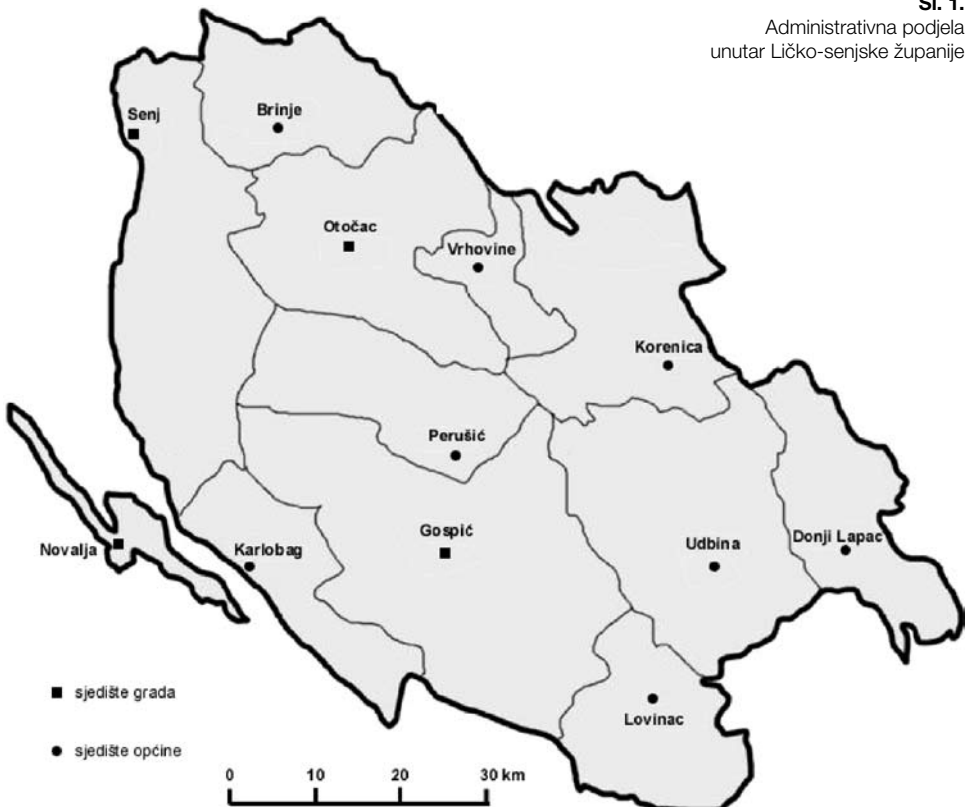 Sl. 1.
Administrativna podjela
unutar Ličko-senjske županije
Senj
Brinje
Otočac
Vrhovine
Korenica
Perušić
Gospić
Novalja
Karlobag
Udbina
Donji Lapac
Lovinac
sjedište grada
sjedište općine
0 10 20 30 km